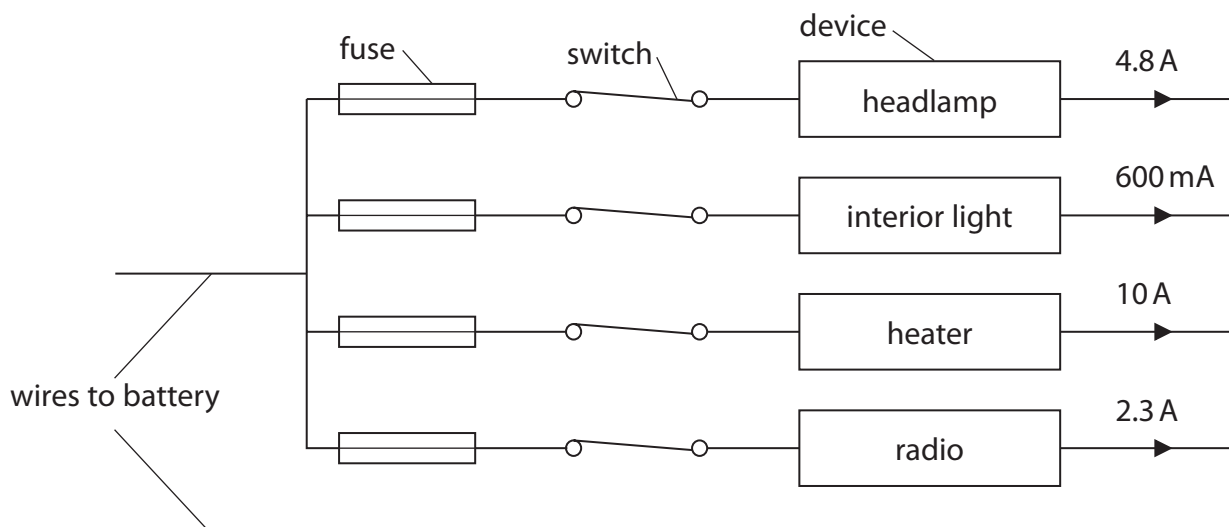 fuse
switch
device
headlamp
4.8 A
interior light
600 mA
heater
10 A
wires to battery
radio
2.3 A